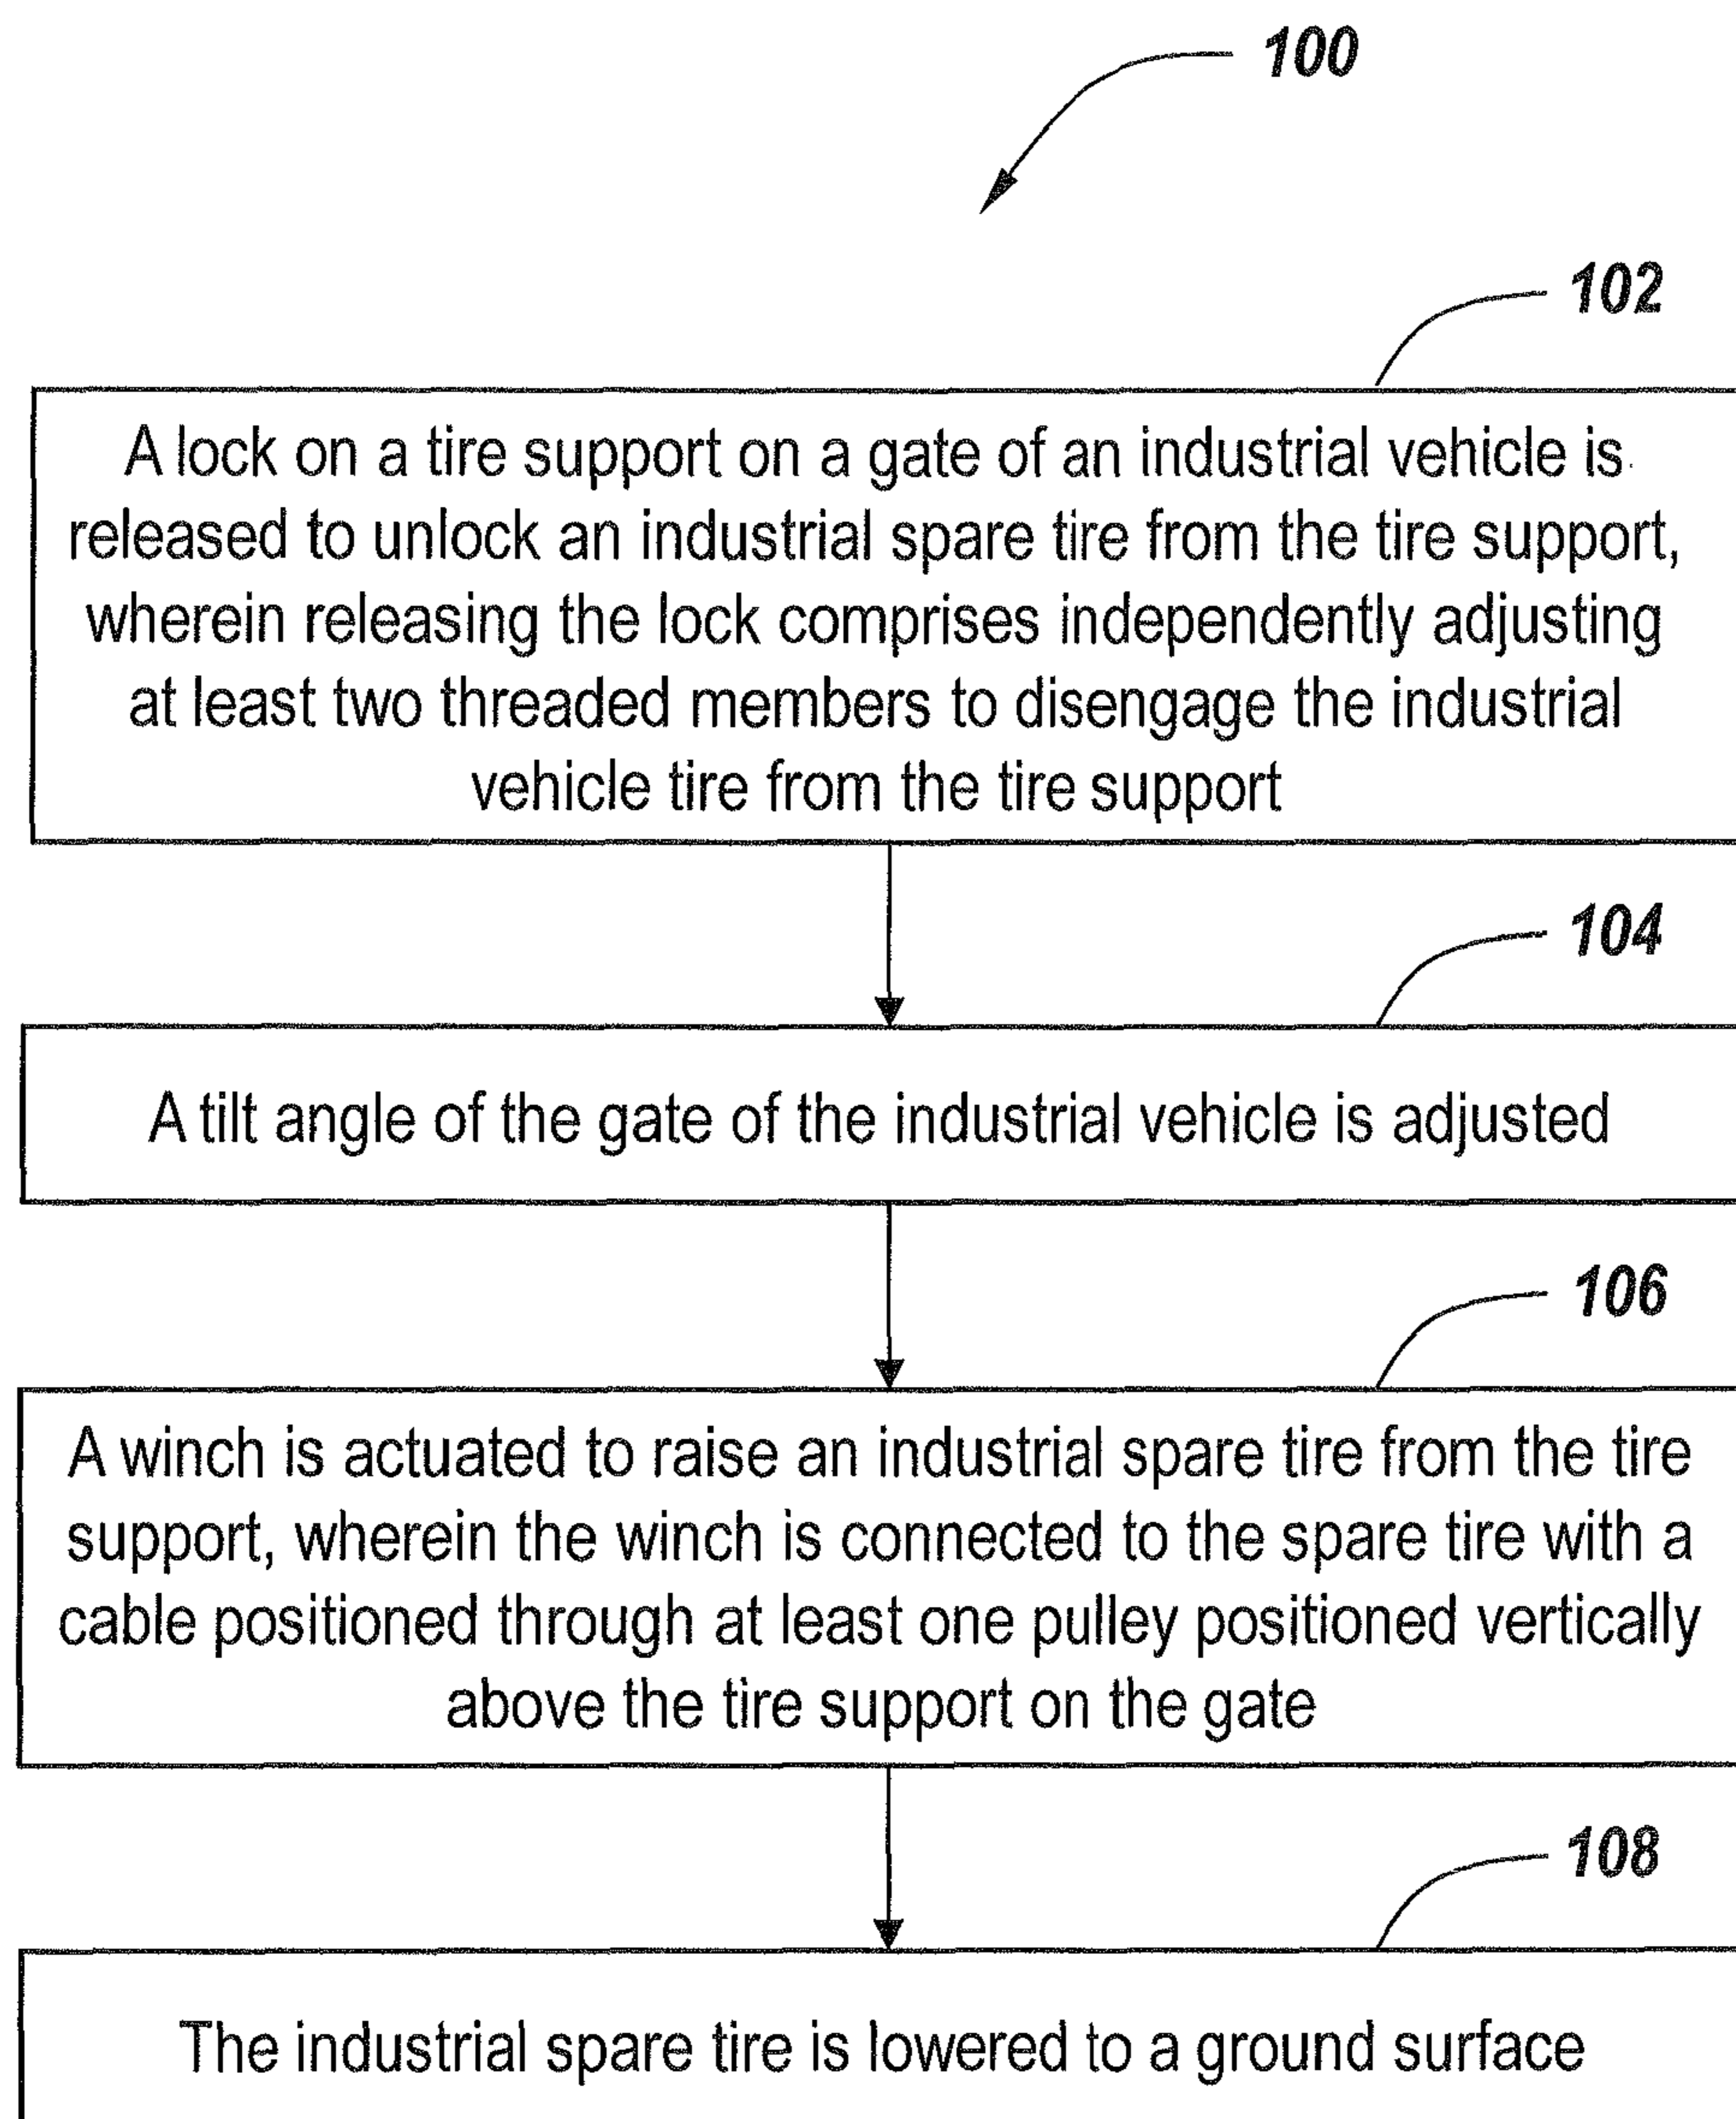 100
102
A lock on a tire support on a gate of an industrial vehicle is
released to unlock an industrial spare tire from the tire support,
wherein releasing the lock comprises independently adjusting
at least two threaded members to disengage the industrial
vehicle tire from the tire support
104
A tilt angle of the gate of the industrial vehicle is adjusted
106
A winch is actuated to raise an industrial spare tire from the tire
support, wherein the winch is connected to the spare tire with a
cable positioned through at least one pulley positioned vertically
above the tire support on the gate
108
The industrial spare tire is lowered to a ground surface